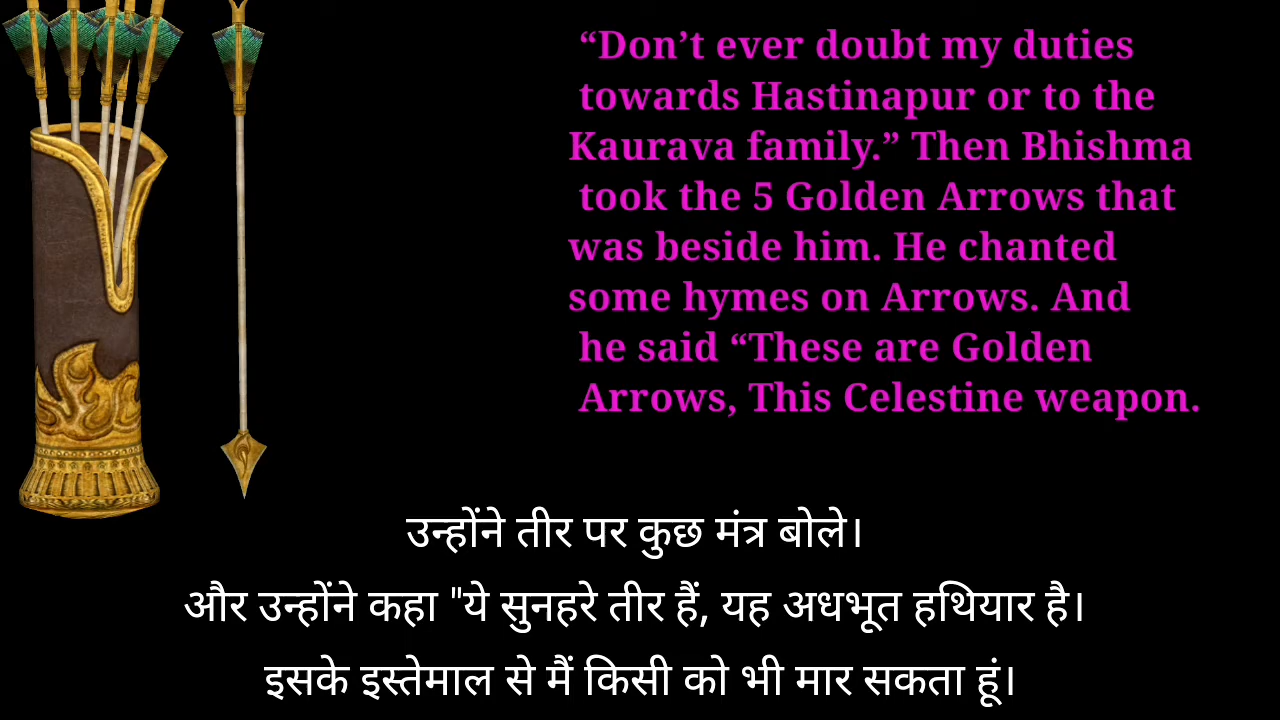 “Don’t ever doubt my duties
towards Hastinapur or to the
Kaurava family.” Then Bhishma
took the 5 Golden Arrows that
was beside him. He chanted
some hymes on Arrows. And
he said “These are Golden
Arrows, This Celestine weapon.
उन्होंने तीर पर कुछ मंत्र बोले।
और उन्होंने कहा "ये सुनहरे तीर हैं, यह अधभूत हथियार है।
इसके इस्तेमाल से मैं किसी को भी मार सकता हूं।